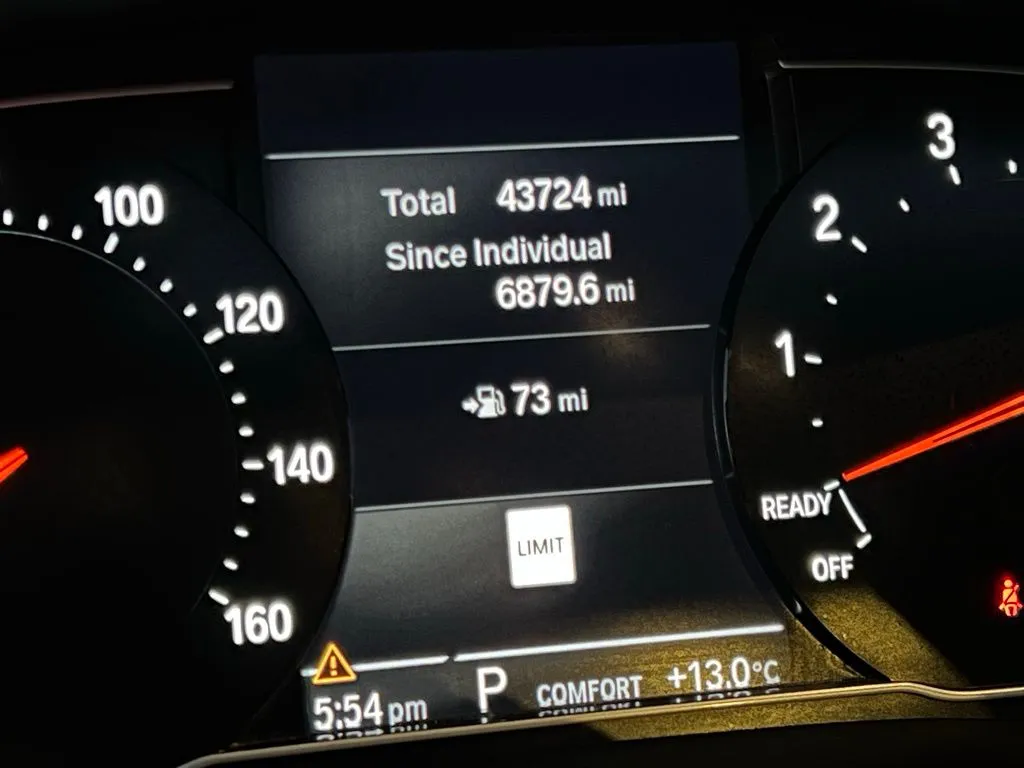 Total 43724 mi
Since Individual
6879.6 mi
73 mi
LIMIT
5:54 pm P COMFORT +13.0°C
100
120
140
160
3
2
1
READY
OFF